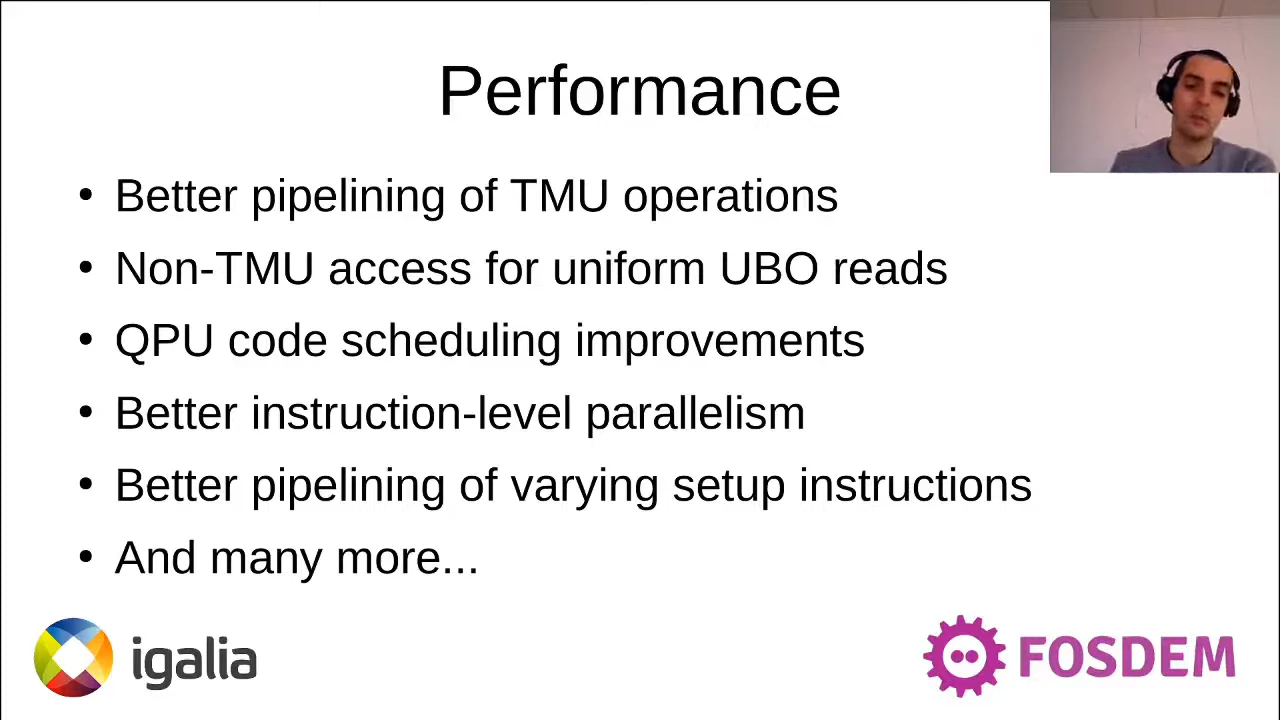 Performance
• Better pipelining of TMU operations
• Non-TMU access for uniform UBO reads
• QPU code scheduling improvements
• Better instruction-level parallelism
• Better pipelining of varying setup instructions
• And many more...
igalia
FOSDEM